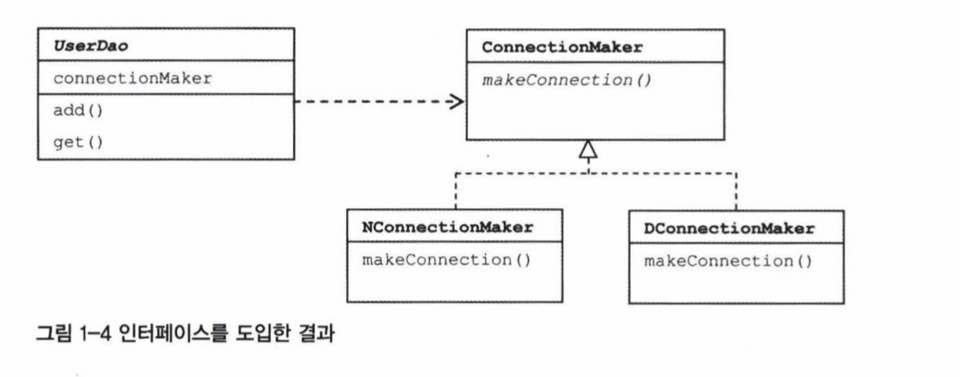 UserDao
connectionMaker
add()
get()
ConnectionMaker
makeConnection()
NConnectionMaker
makeConnection()
DConnectionMaker
makeConnection()
그림 1-4 인터페이스를 도입한 결과